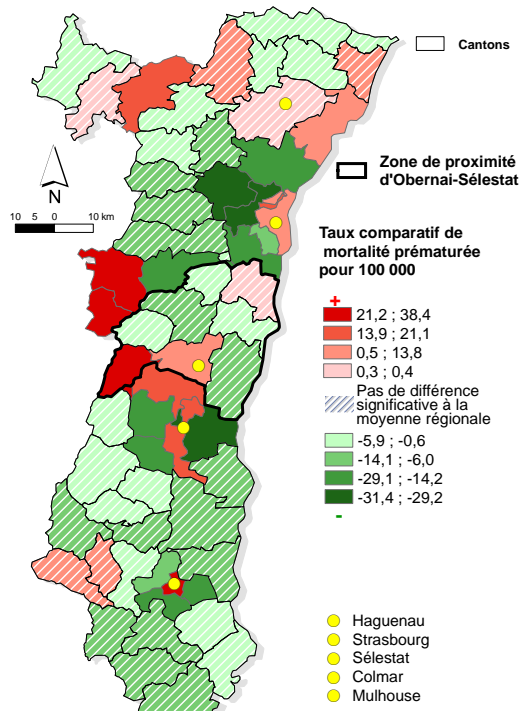 Cantons
Zone de proximité
d'Obernai-Sélestat
N
10 5 0 10 km
Taux comparatif de
mortalité prématurée
pour 100 000
+
21,2 ; 38,4
13,9 ; 21,1
0,5 ; 13,8
0,3 ; 0,4
Pas de différence
significative à la
moyenne régionale
-5,9 ; -0,6
-14,1 ; -6,0
-29,1 ; -14,2
-31,4 ; -29,2
-
Haguenau
Strasbourg
Sélestat
Colmar
Mulhouse